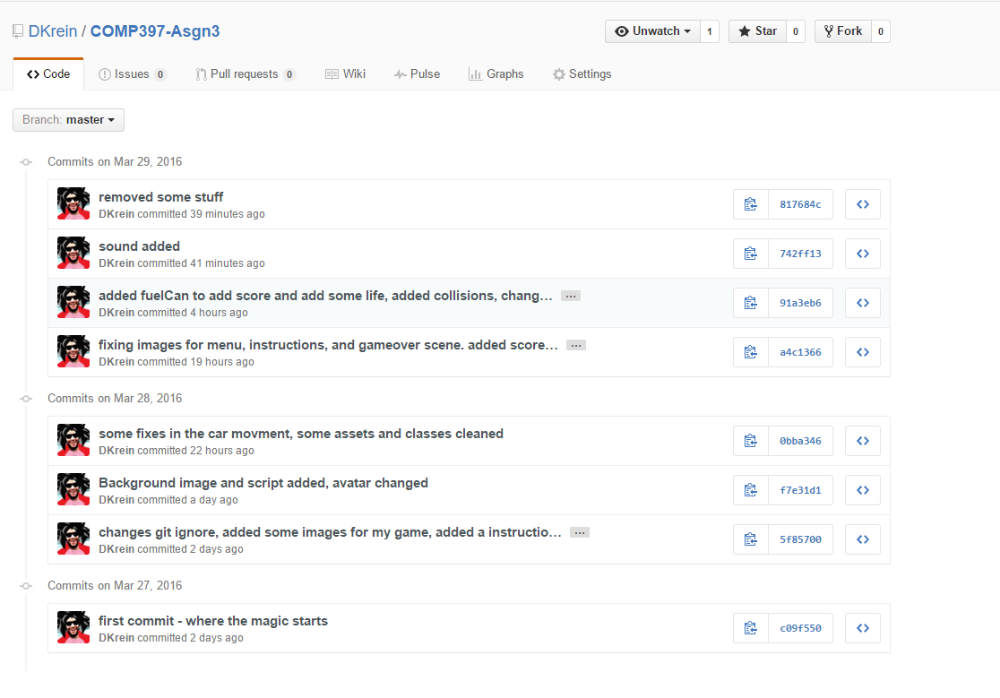 DKrein / COMP397-Asgn3 Unwatch 1 Star 0 Fork 0
Code Issues 0 Pull requests 0 Wiki Pulse Graphs Settings
Branch: master
Commits on Mar 29, 2016
removed some stuff
DKrein committed 39 minutes ago 817684c
sound added
DKrein committed 41 minutes ago 742ff13
added fuelCan to add score and add some life, added collisions, chang… …
DKrein committed 4 hours ago 91a3eb6
fixing images for menu, instructions, and gameover scene. added score… …
DKrein committed 19 hours ago a4c1366
Commits on Mar 28, 2016
some fixes in the car movment, some assets and classes cleaned
DKrein committed 22 hours ago 0bba346
Background image and script added, avatar changed
DKrein committed a day ago f7e31d1
changes git ignore, added some images for my game, added a instructio… …
DKrein committed 2 days ago 5f85700
Commits on Mar 27, 2016
first commit - where the magic starts
DKrein committed 2 days ago c09f550